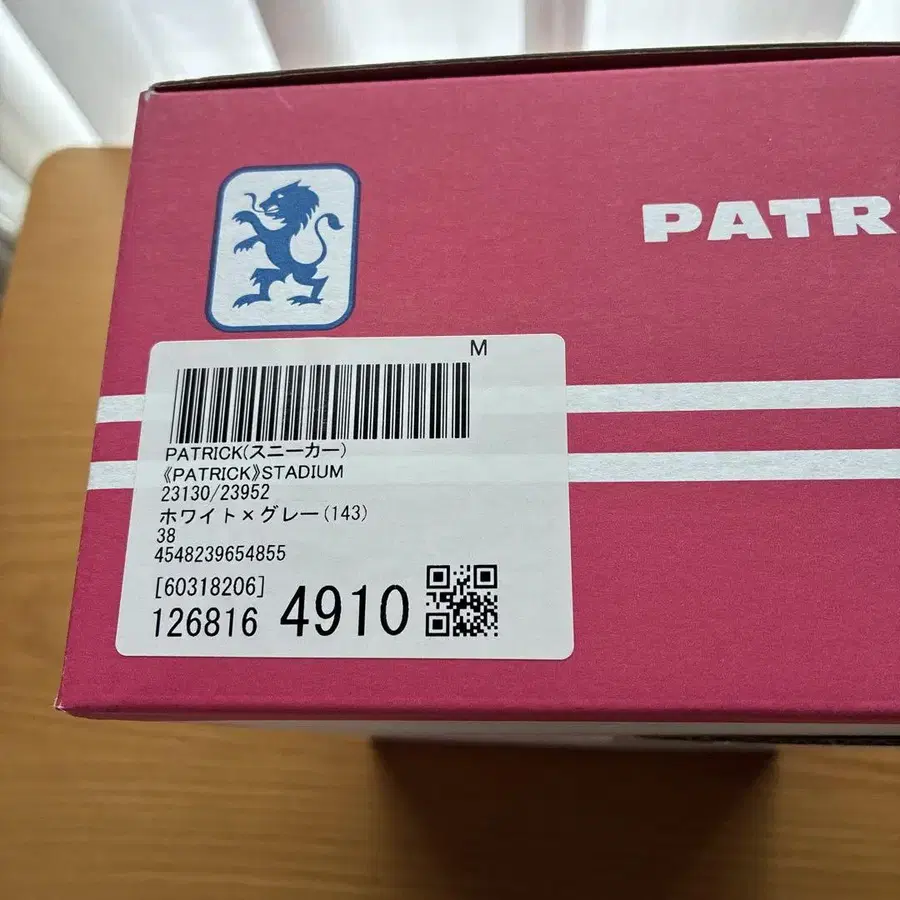 PATR
M
PATRICK(スニーカー)
《PATRICK》STADIUM
23130/23952
ホワイト×グレー(143)
38
4548239654855
[60318206]
126816 4910